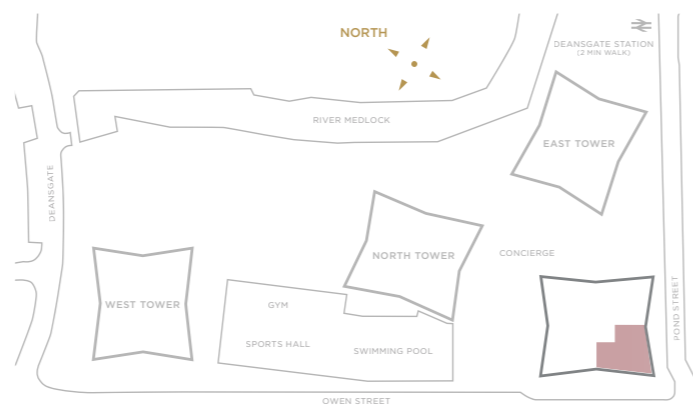 NORTH
DEANSGATE STATION
(2 MIN WALK)
RIVER MEDLOCK
EAST TOWER
DEANSGATE
NORTH TOWER
CONCIERGE
WEST TOWER
GYM
SPORTS HALL
SWIMMING POOL
POND STREET
OWEN STREET